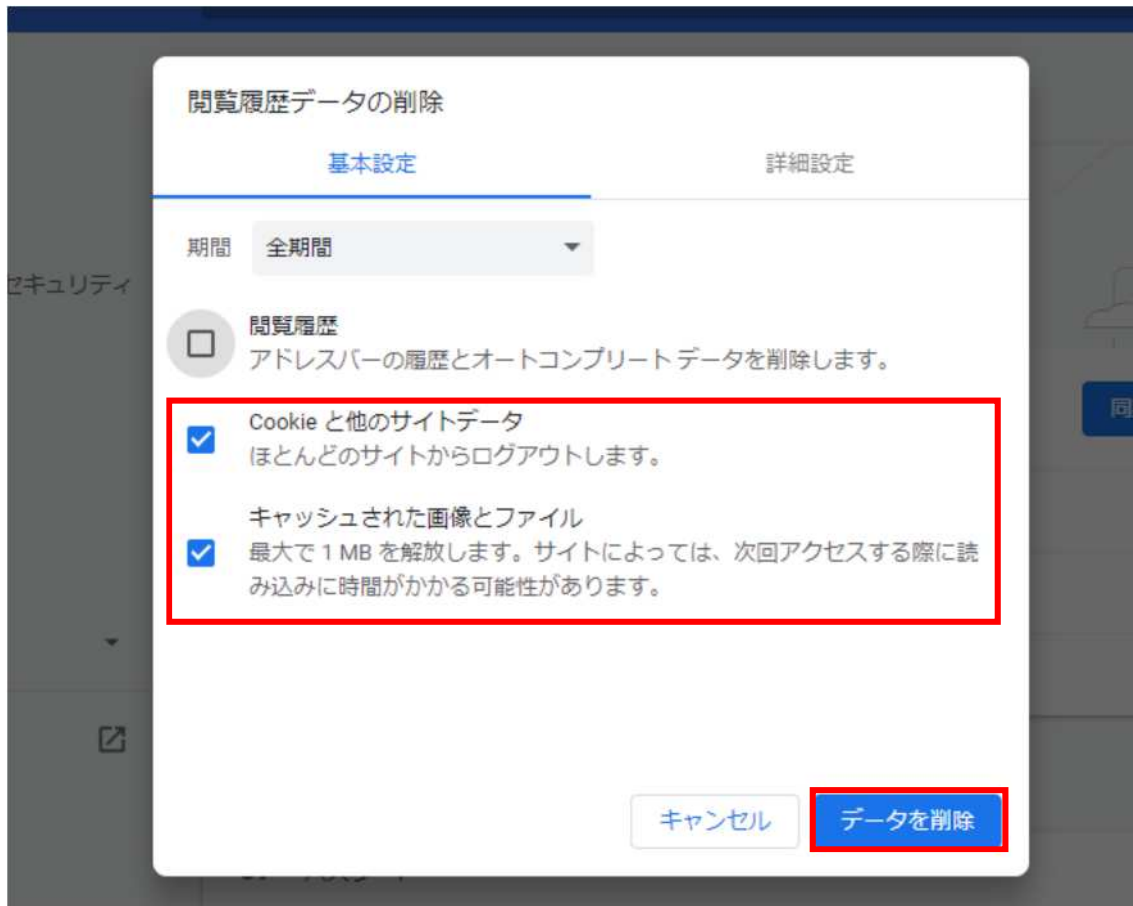 閲覧履歴データの削除
基本設定
詳細設定
期間
全期間
セキュリティ
閲覧履歴
アドレスバーの履歴とオートコンプリート データを削除します。
同
Cookie と他のサイトデータ
ほとんどのサイトからログアウトします。
キャッシュされた画像とファイル
最大で 1 MB を解放します。サイトによっては、次回アクセスする際に読
み込みに時間がかかる可能性があります。
キャンセル
データを削除